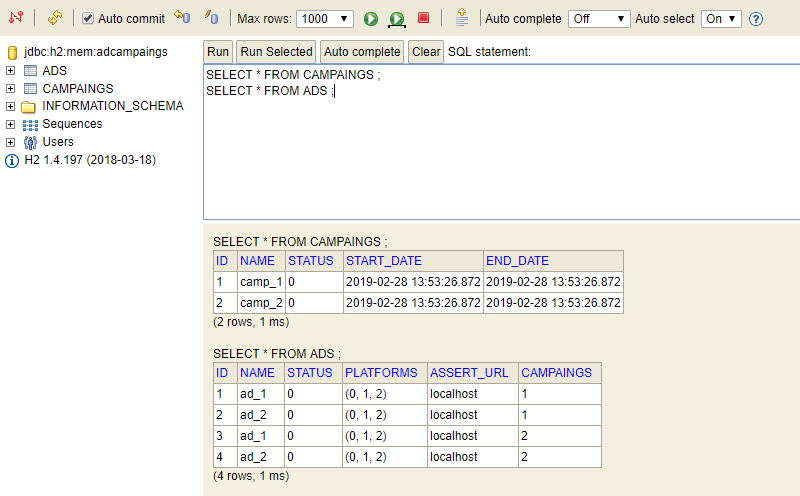 Auto commit Max rows: 1000 Auto complete Off Auto select On ?
jdbc:h2:mem:adcampaings
ADS
CAMPAINGS
INFORMATION_SCHEMA
Sequences
Users
H2 1.4.197 (2018-03-18)
Run Run Selected Auto complete Clear SQL statement:
SELECT * FROM CAMPAINGS ;
SELECT * FROM ADS ;
SELECT * FROM CAMPAINGS ;
ID NAME STATUS START_DATE END_DATE
1 camp_1 0 2019-02-28 13:53:26.872 2019-02-28 13:53:26.872
2 camp_2 0 2019-02-28 13:53:26.872 2019-02-28 13:53:26.872
(2 rows, 1 ms)
SELECT * FROM ADS ;
ID NAME STATUS PLATFORMS ASSERT_URL CAMPAINGS
1 ad_1 0 (0, 1, 2) localhost 1
2 ad_2 0 (0, 1, 2) localhost 1
3 ad_1 0 (0, 1, 2) localhost 2
4 ad_2 0 (0, 1, 2) localhost 2
(4 rows, 1 ms)